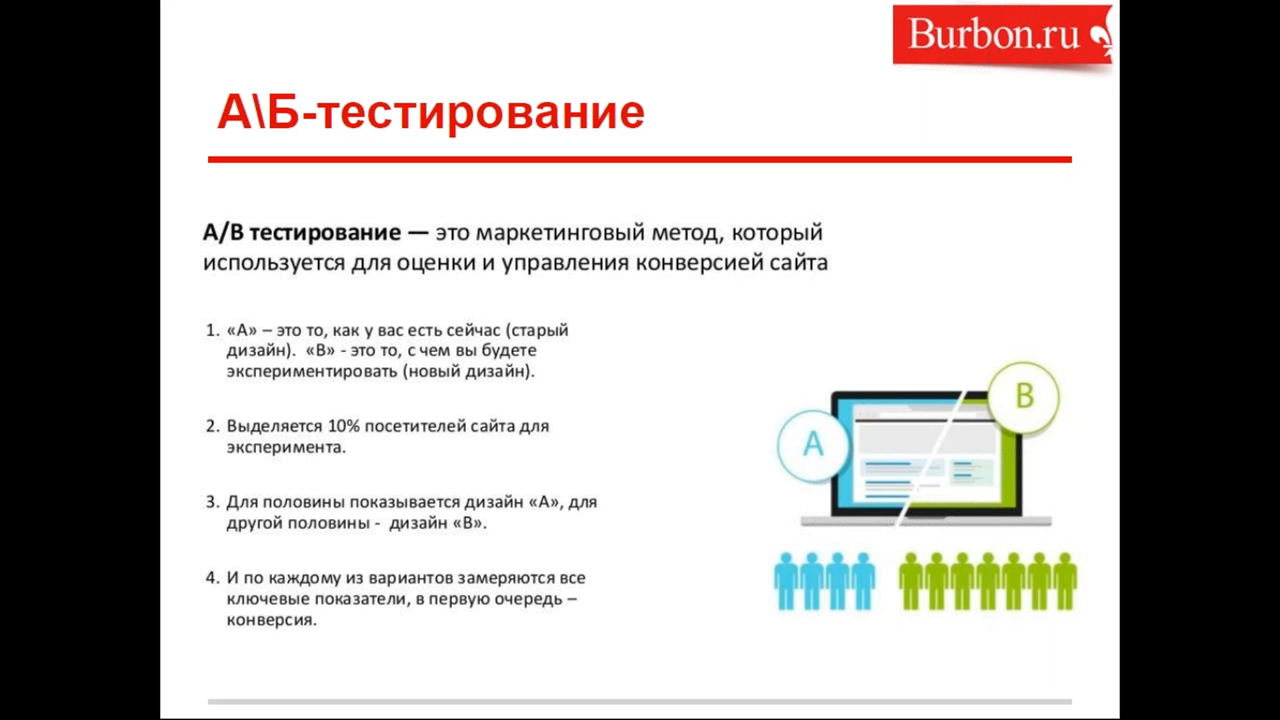 Burbon.ru
А\Б-тестирование
А/В тестирование — это маркетинговый метод, который
используется для оценки и управления конверсией сайта
1. «А» – это то, как у вас есть сейчас (старый
дизайн). «В» - это то, с чем вы будете
экспериментировать (новый дизайн).
2. Выделяется 10% посетителей сайта для
эксперимента.
3. Для половины показывается дизайн «А», для
другой половины - дизайн «В».
4. И по каждому из вариантов замеряются все
ключевые показатели, в первую очередь –
конверсия.
A
B